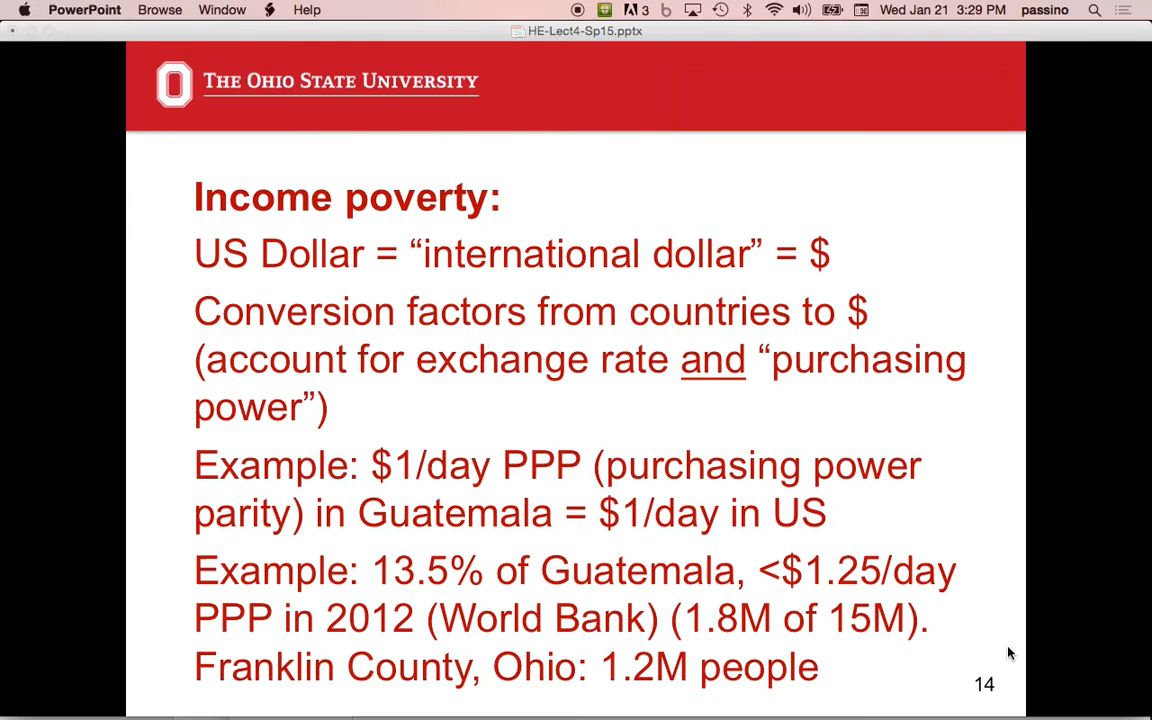 PowerPoint Browse Window Help 3 Wed Jan 21 3:29 PM passino
HE-Lect4-Sp15.pptx
THE OHIO STATE UNIVERSITY
Income poverty:
US Dollar = “international dollar” = $
Conversion factors from countries to $
(account for exchange rate and “purchasing
power”)
Example: $1/day PPP (purchasing power
parity) in Guatemala = $1/day in US
Example: 13.5% of Guatemala, <$1.25/day
PPP in 2012 (World Bank) (1.8M of 15M).
Franklin County, Ohio: 1.2M people
14